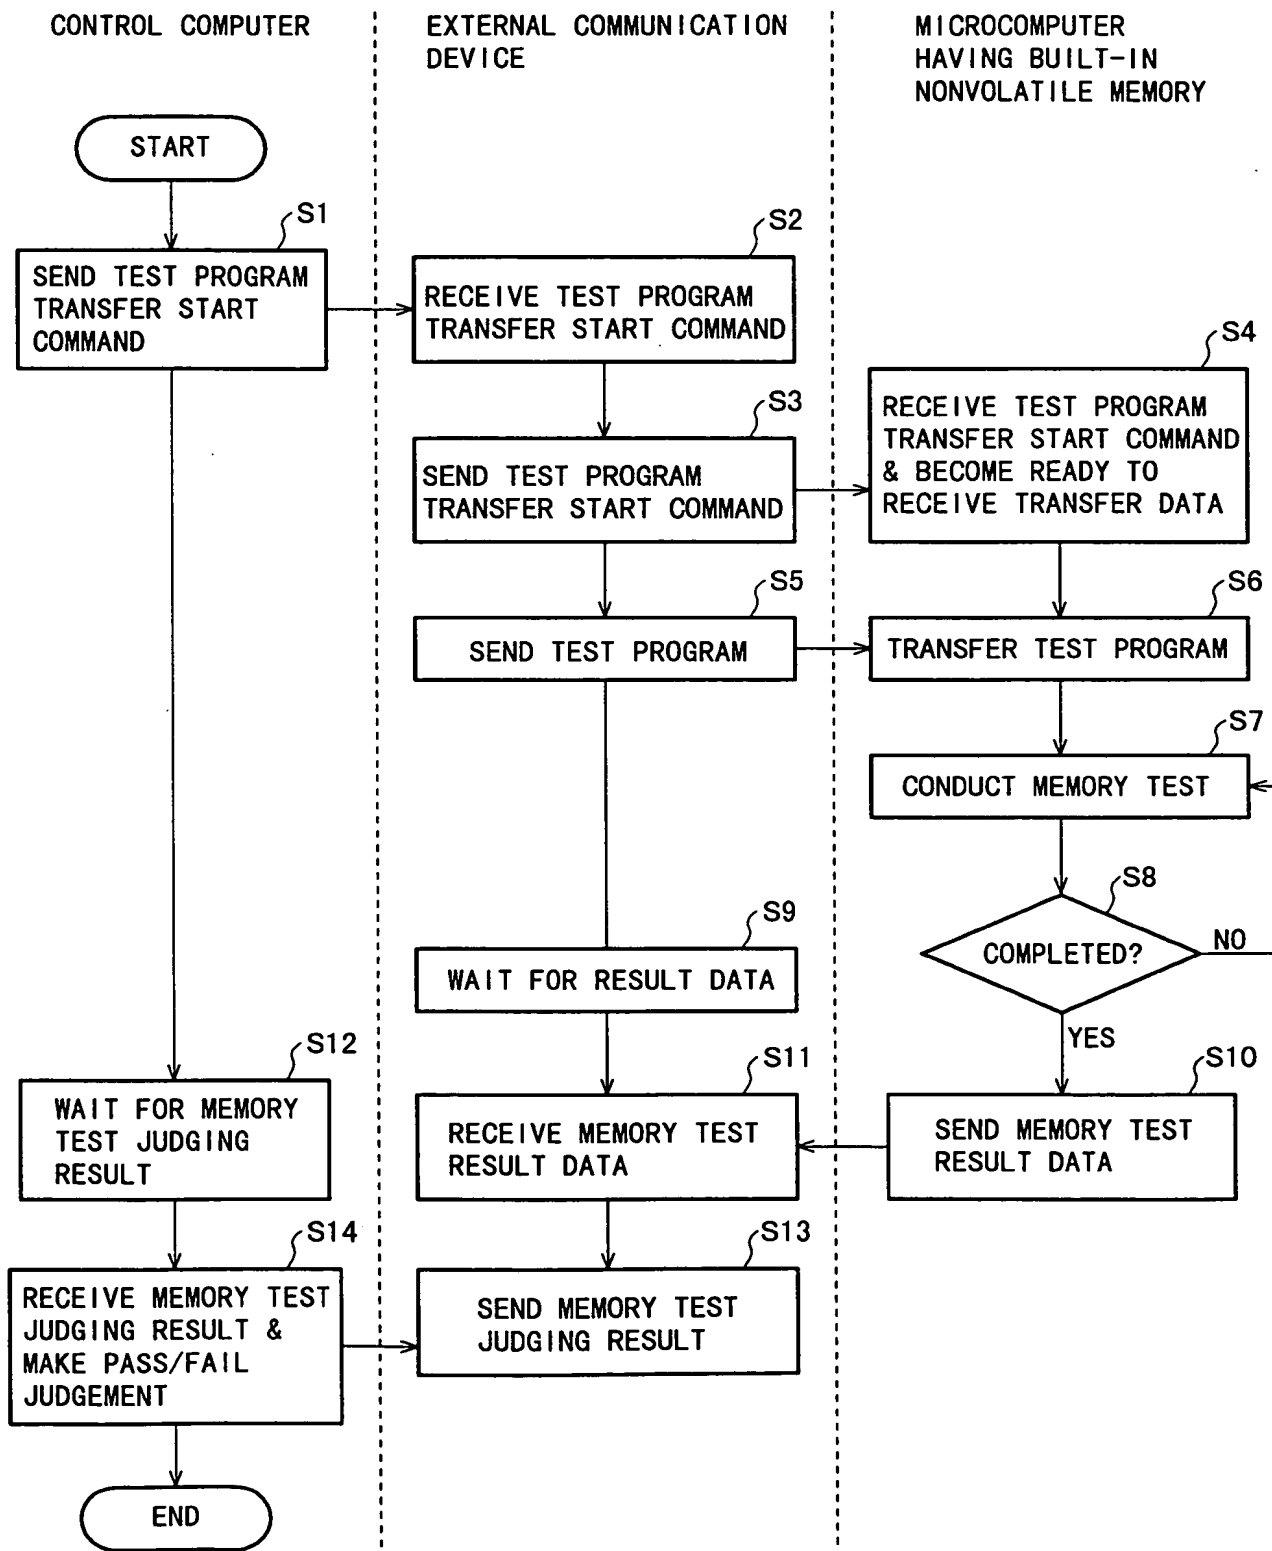 CONTROL COMPUTER
EXTERNAL COMMUNICATION
DEVICE
MICROCOMPUTER
HAVING BUILT-IN
NONVOLATILE MEMORY
START
S1
SEND TEST PROGRAM
TRANSFER START
COMMAND
S2
RECEIVE TEST PROGRAM
TRANSFER START COMMAND
S3
SEND TEST PROGRAM
TRANSFER START COMMAND
S4
RECEIVE TEST PROGRAM
TRANSFER START COMMAND
& BECOME READY TO
RECEIVE TRANSFER DATA
S5
SEND TEST PROGRAM
S6
TRANSFER TEST PROGRAM
S7
CONDUCT MEMORY TEST
S8
COMPLETED?
NO
YES
S9
WAIT FOR RESULT DATA
S10
SEND MEMORY TEST
RESULT DATA
S11
RECEIVE MEMORY TEST
RESULT DATA
S12
WAIT FOR MEMORY
TEST JUDGING
RESULT
S13
SEND MEMORY TEST
JUDGING RESULT
S14
RECEIVE MEMORY TEST
JUDGING RESULT &
MAKE PASS/FAIL
JUDGEMENT
END